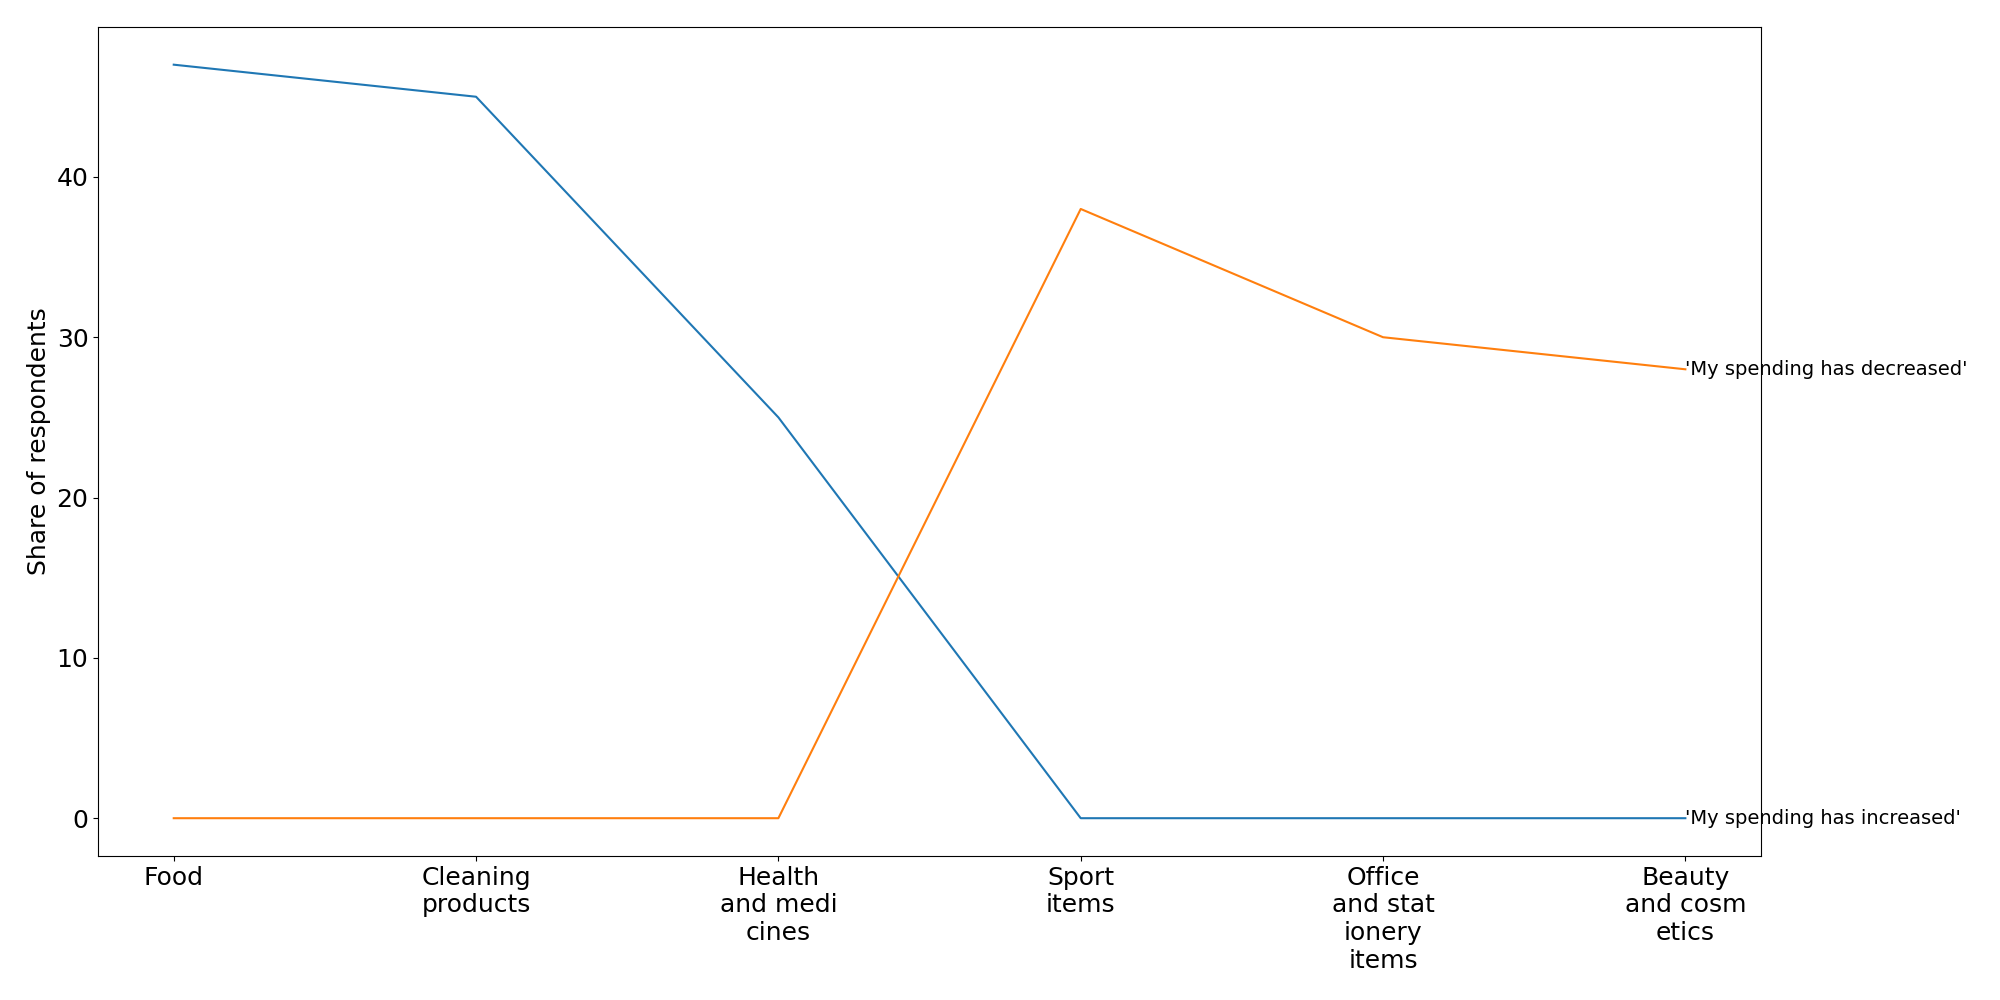 Share of respondents
40
30
20
10
0
'My spending has decreased'
'My spending has increased'
Food
Cleaning
products
Health
and medi
cines
Sport
items
Office
and stat
ionery
items
Beauty
and cosm
etics